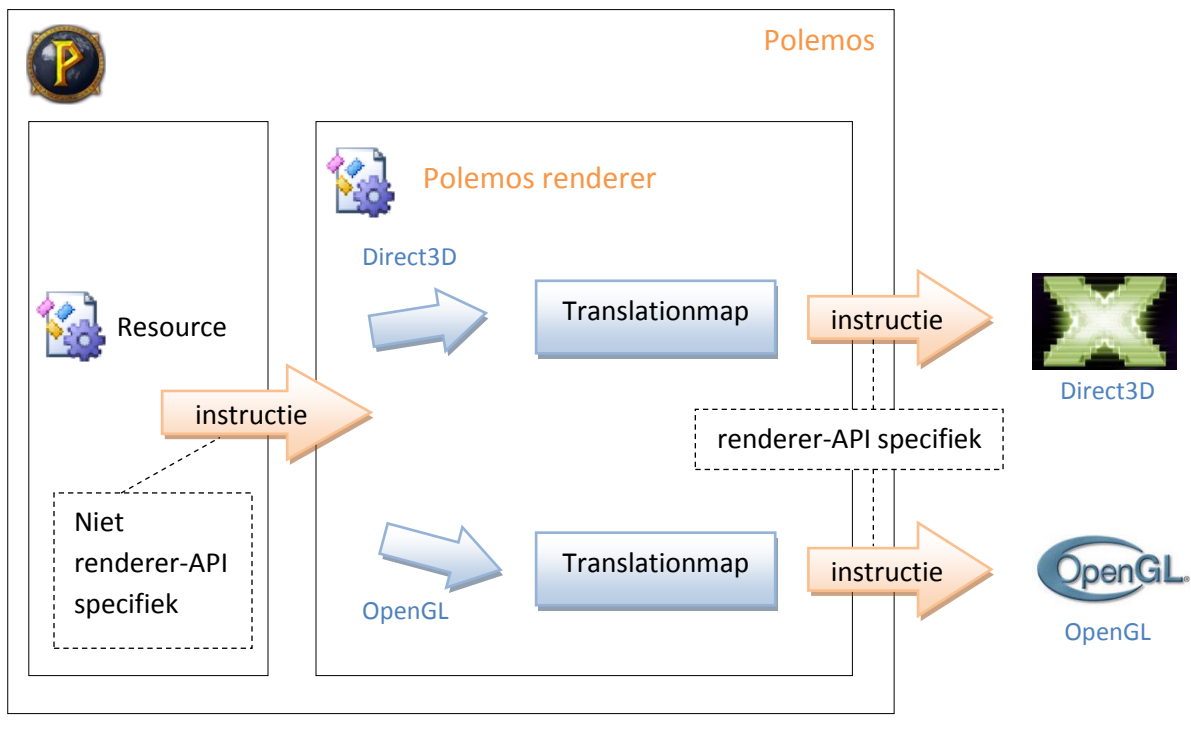 Polemos
P
Polemos renderer
Direct3D
Translationmap
instructie
Resource
Direct3D
instructie
renderer-API specifiek
Niet
renderer-API
specifiek
Translationmap
instructie
OpenGL
OpenGL
OpenGL